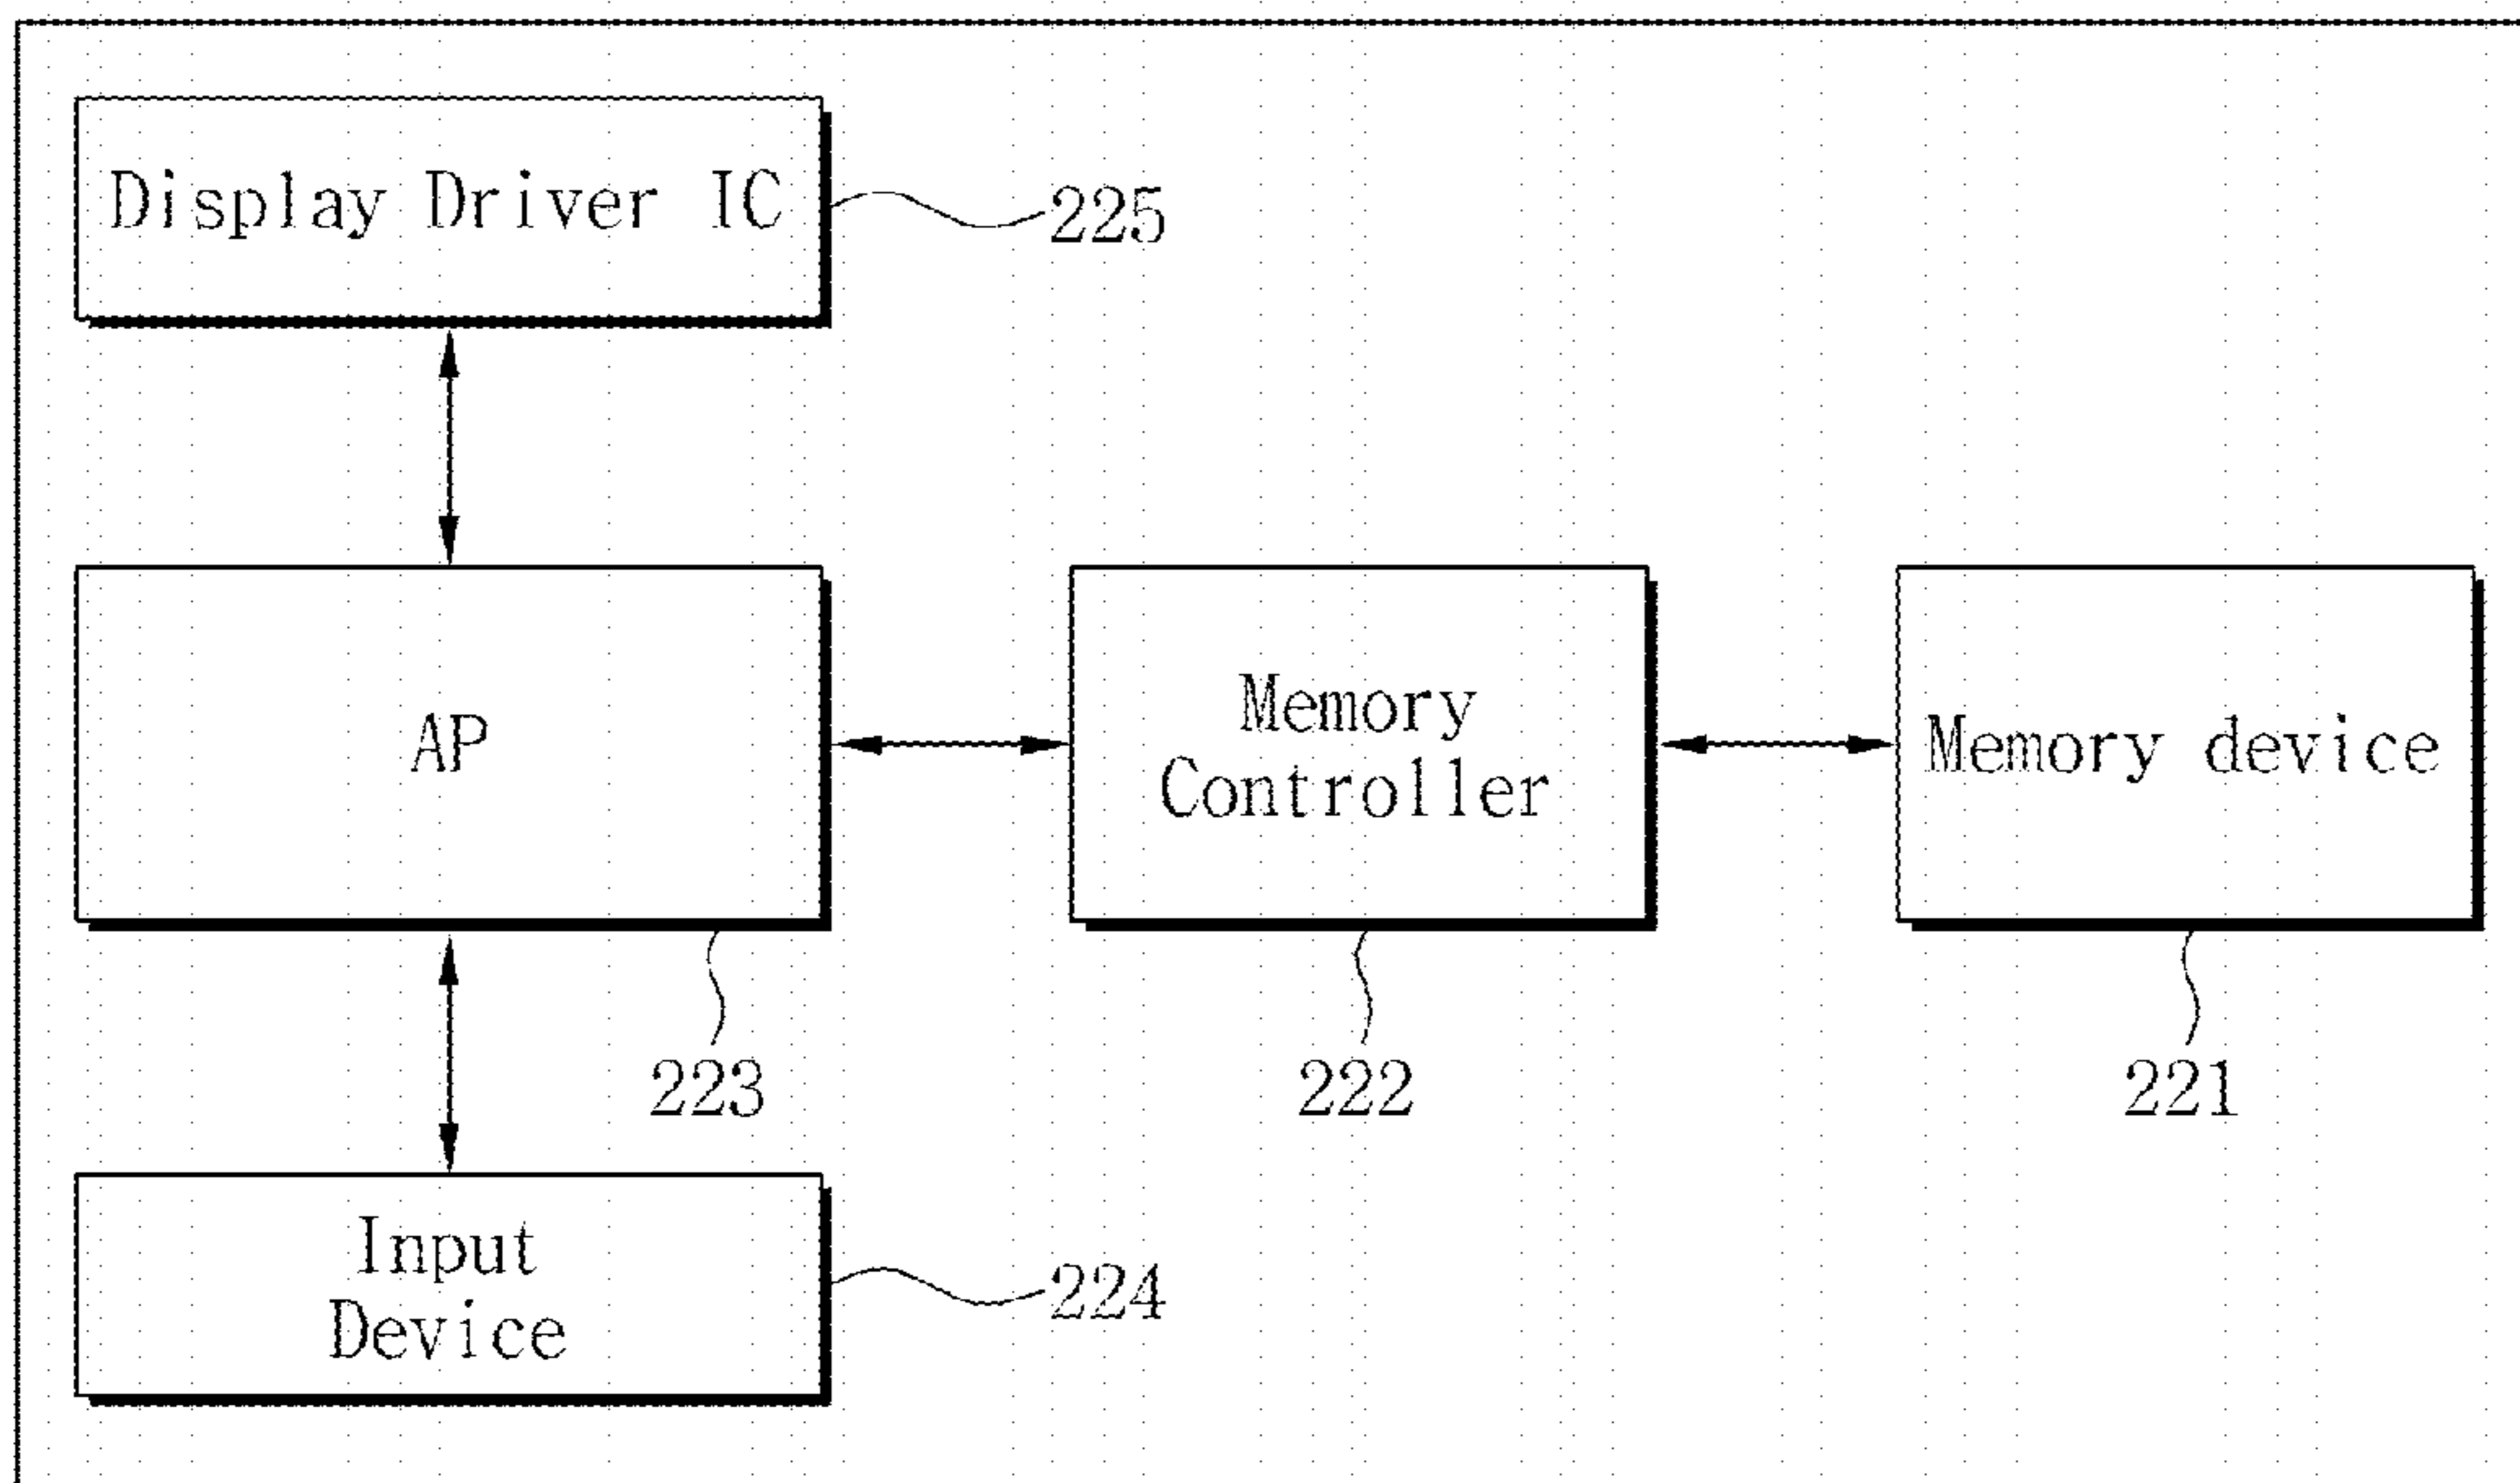 Display Driver IC
225
AP
Memory
Controller
Memory device
223
222
221
Input
Device
224